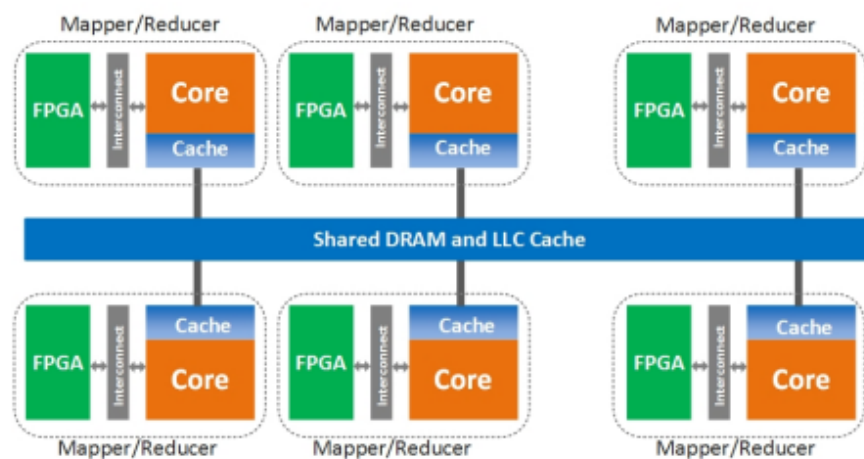 Mapper/Reducer
Mapper/Reducer
Mapper/Reducer
FPGA
Interconnect
Core
Cache
FPGA
Interconnect
Core
Cache
FPGA
Interconnect
Core
Cache
Shared DRAM and LLC Cache
FPGA
Interconnect
Cache
Core
FPGA
Interconnect
Cache
Core
FPGA
Interconnect
Cache
Core
Mapper/Reducer
Mapper/Reducer
Mapper/Reducer